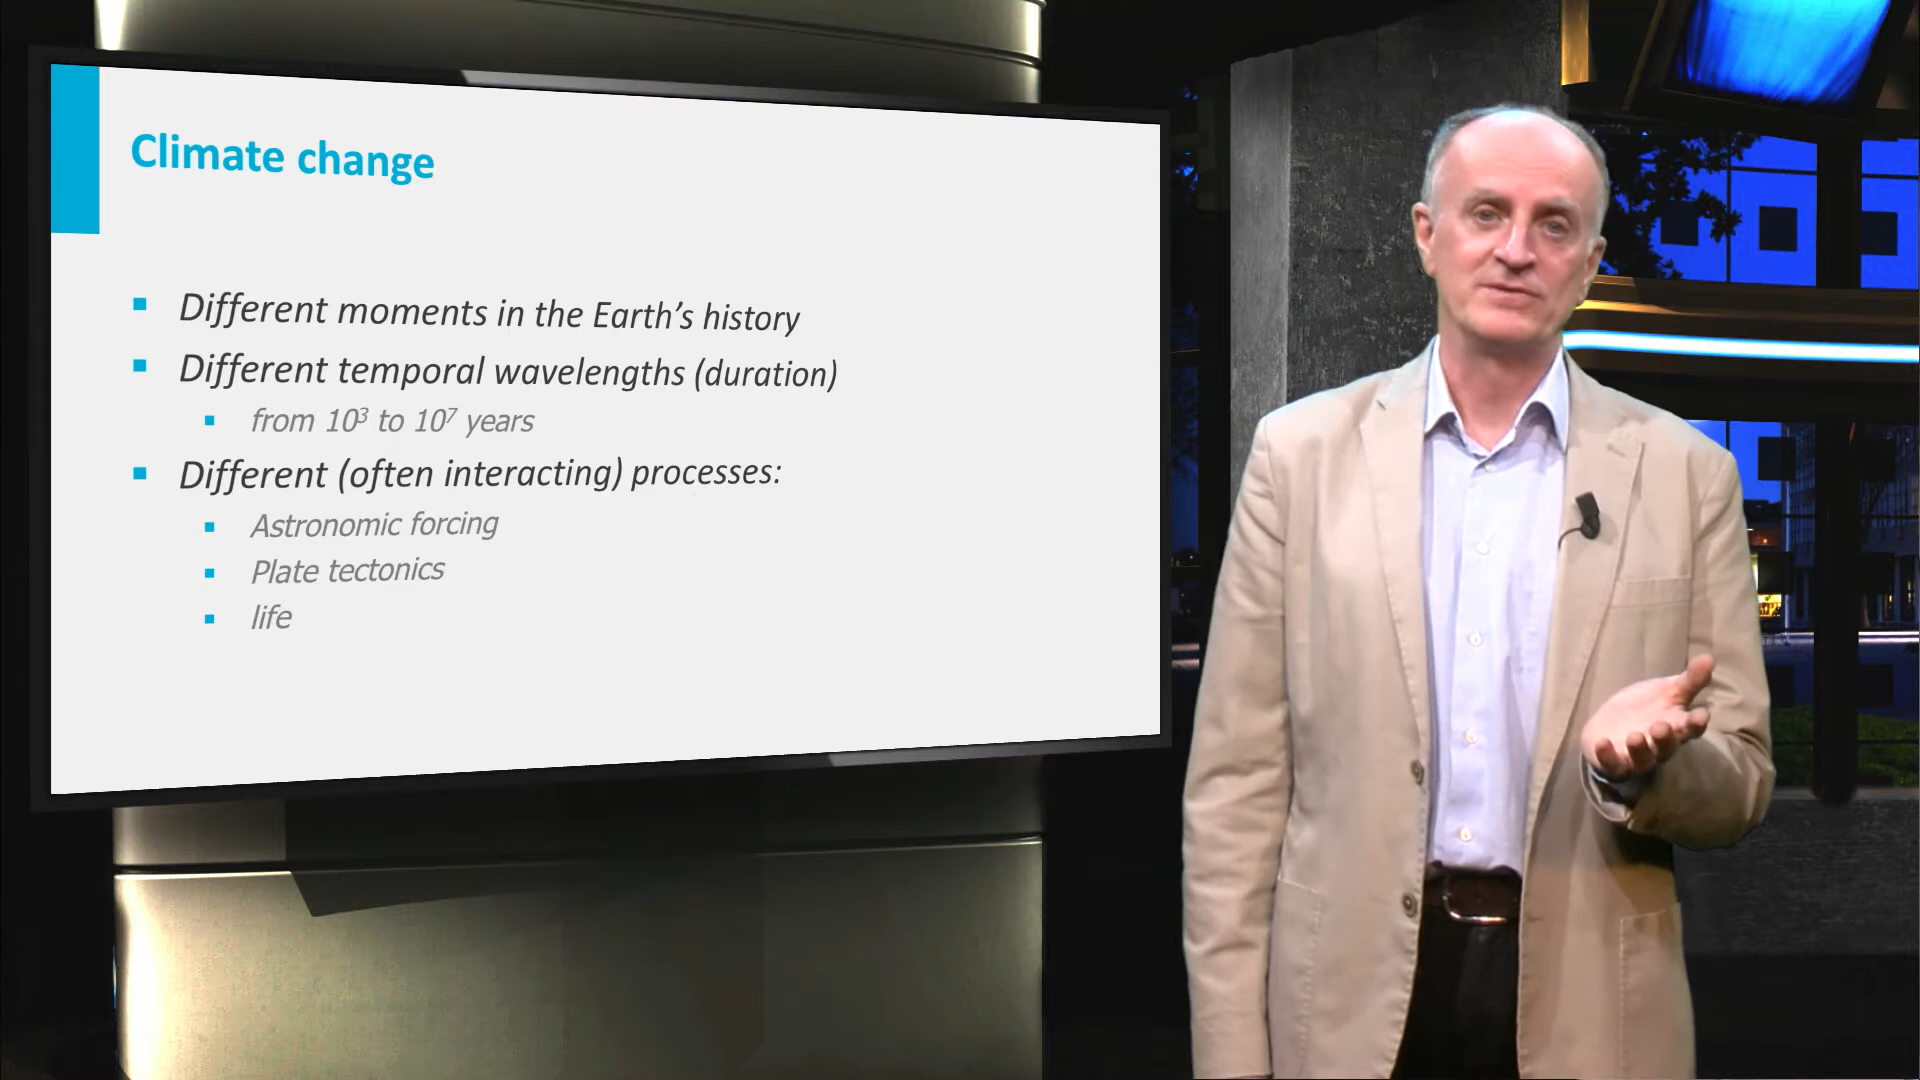 Climate change
Different moments in the Earth’s history
Different temporal wavelengths (duration)
from 10³ to 10⁷ years
Different (often interacting) processes:
Astronomic forcing
Plate tectonics
life